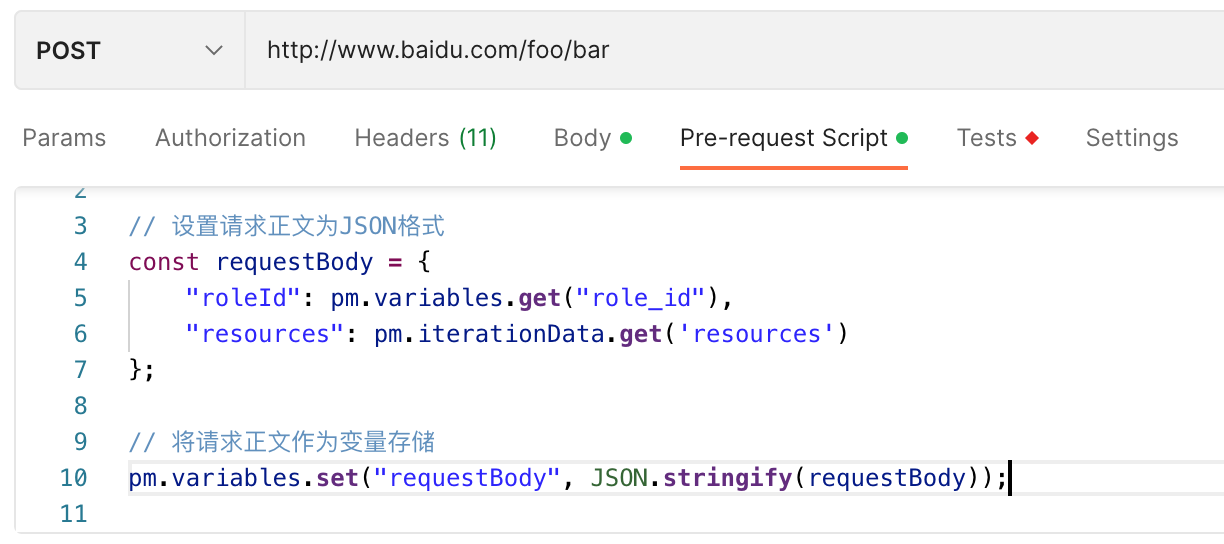 POST
http://www.baidu.com/foo/bar
Params Authorization Headers (11) Body Pre-request Script Tests Settings
2
3 // 设置请求正文为JSON格式
4 const requestBody = {
5 "roleId": pm.variables.get("role_id"),
6 "resources": pm.iterationData.get('resources')
7 };
8
9 // 将请求正文作为变量存储
10 pm.variables.set("requestBody", JSON.stringify(requestBody));
11